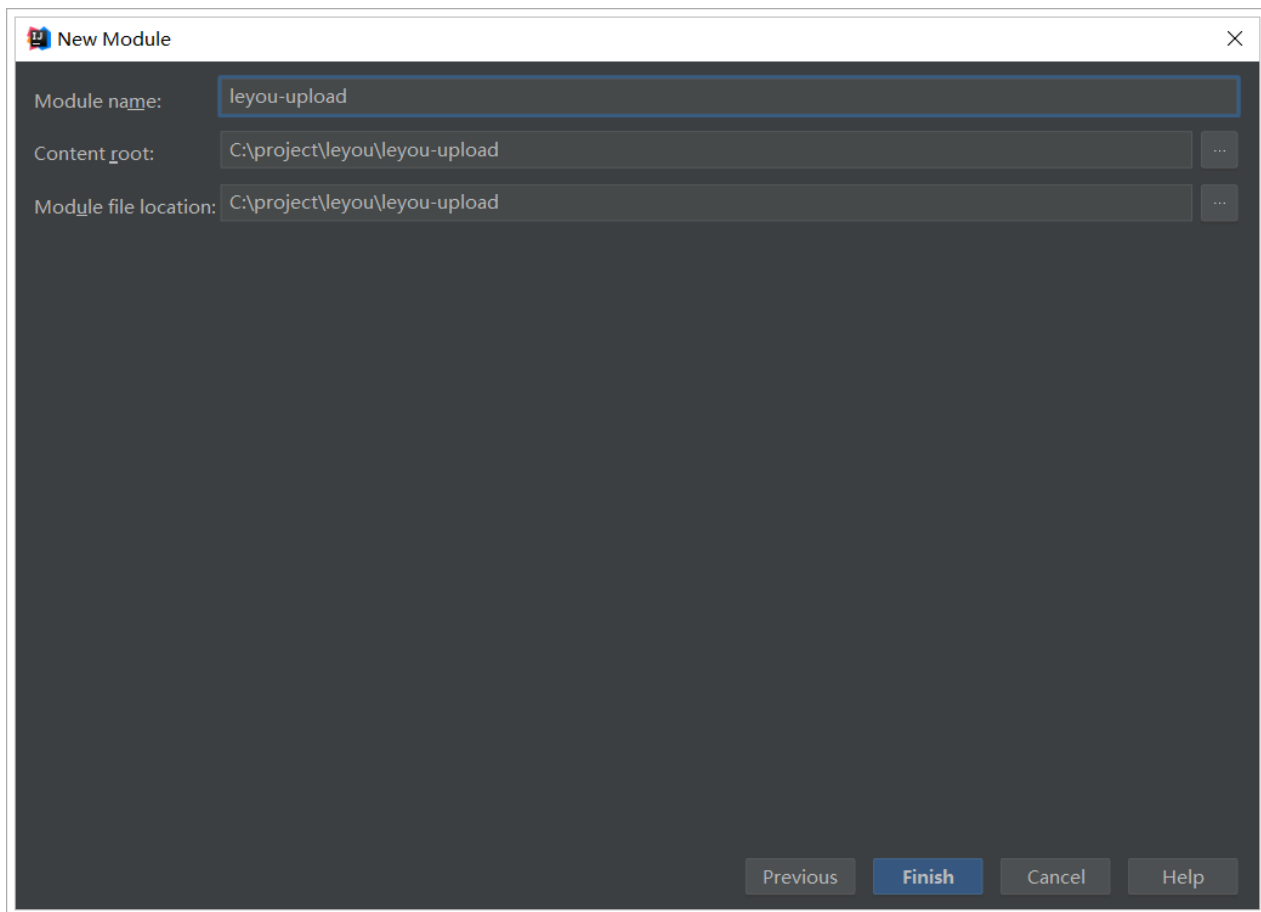 New Module
Module name: leyou-upload
Content root: C:\project\leyou\leyou-upload ...
Module file location: C:\project\leyou\leyou-upload ...
Previous Finish Cancel Help